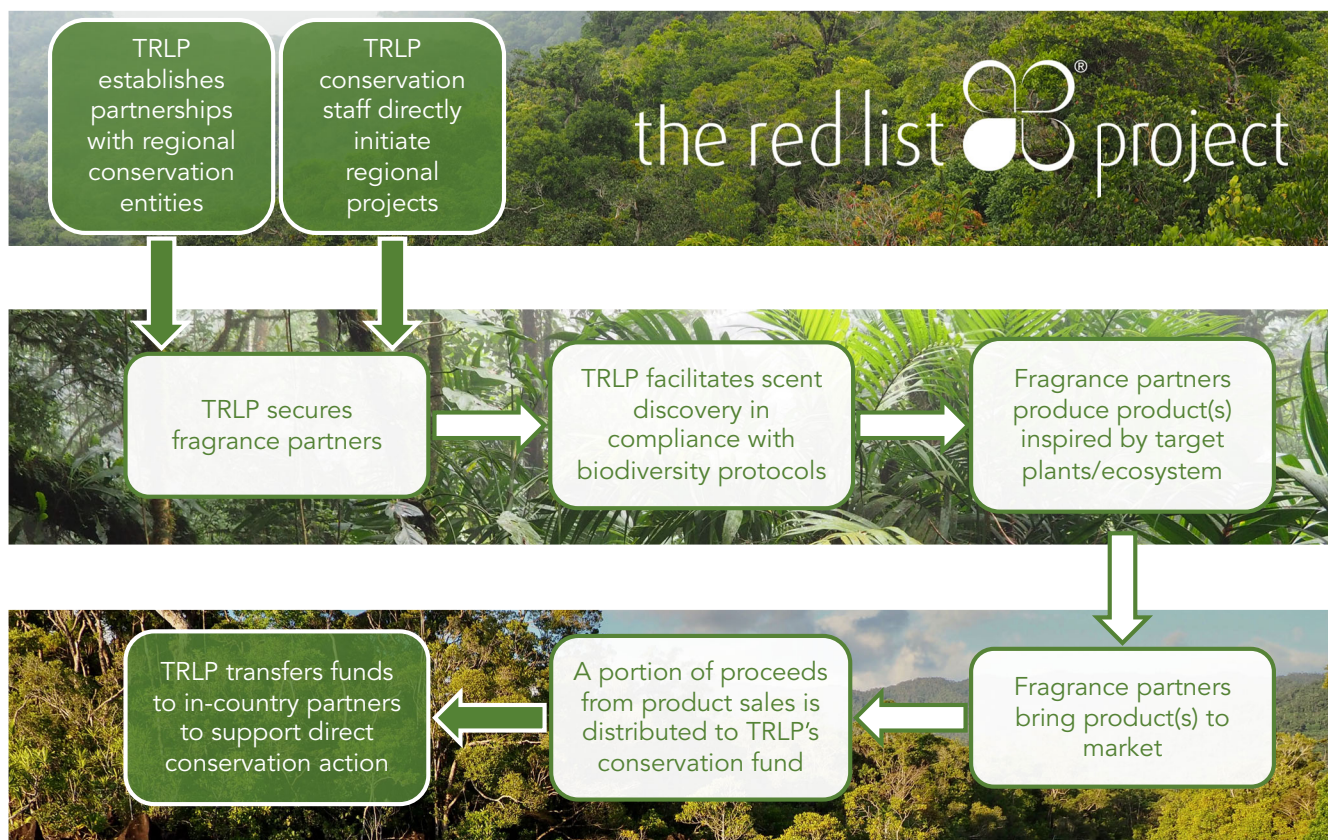 TRLP
establishes
partnerships
with regional
conservation
entities
TRLP
conservation
staff directly
initiate
regional
projects
the red list project®
TRLP secures
fragrance partners
TRLP facilitates scent
discovery in
compliance with
biodiversity protocols
Fragrance partners
produce product(s)
inspired by target
plants/ecosystem
TRLP transfers funds
to in-country partners
to support direct
conservation action
A portion of proceeds
from product sales is
distributed to TRLP’s
conservation fund
Fragrance partners
bring product(s) to
market